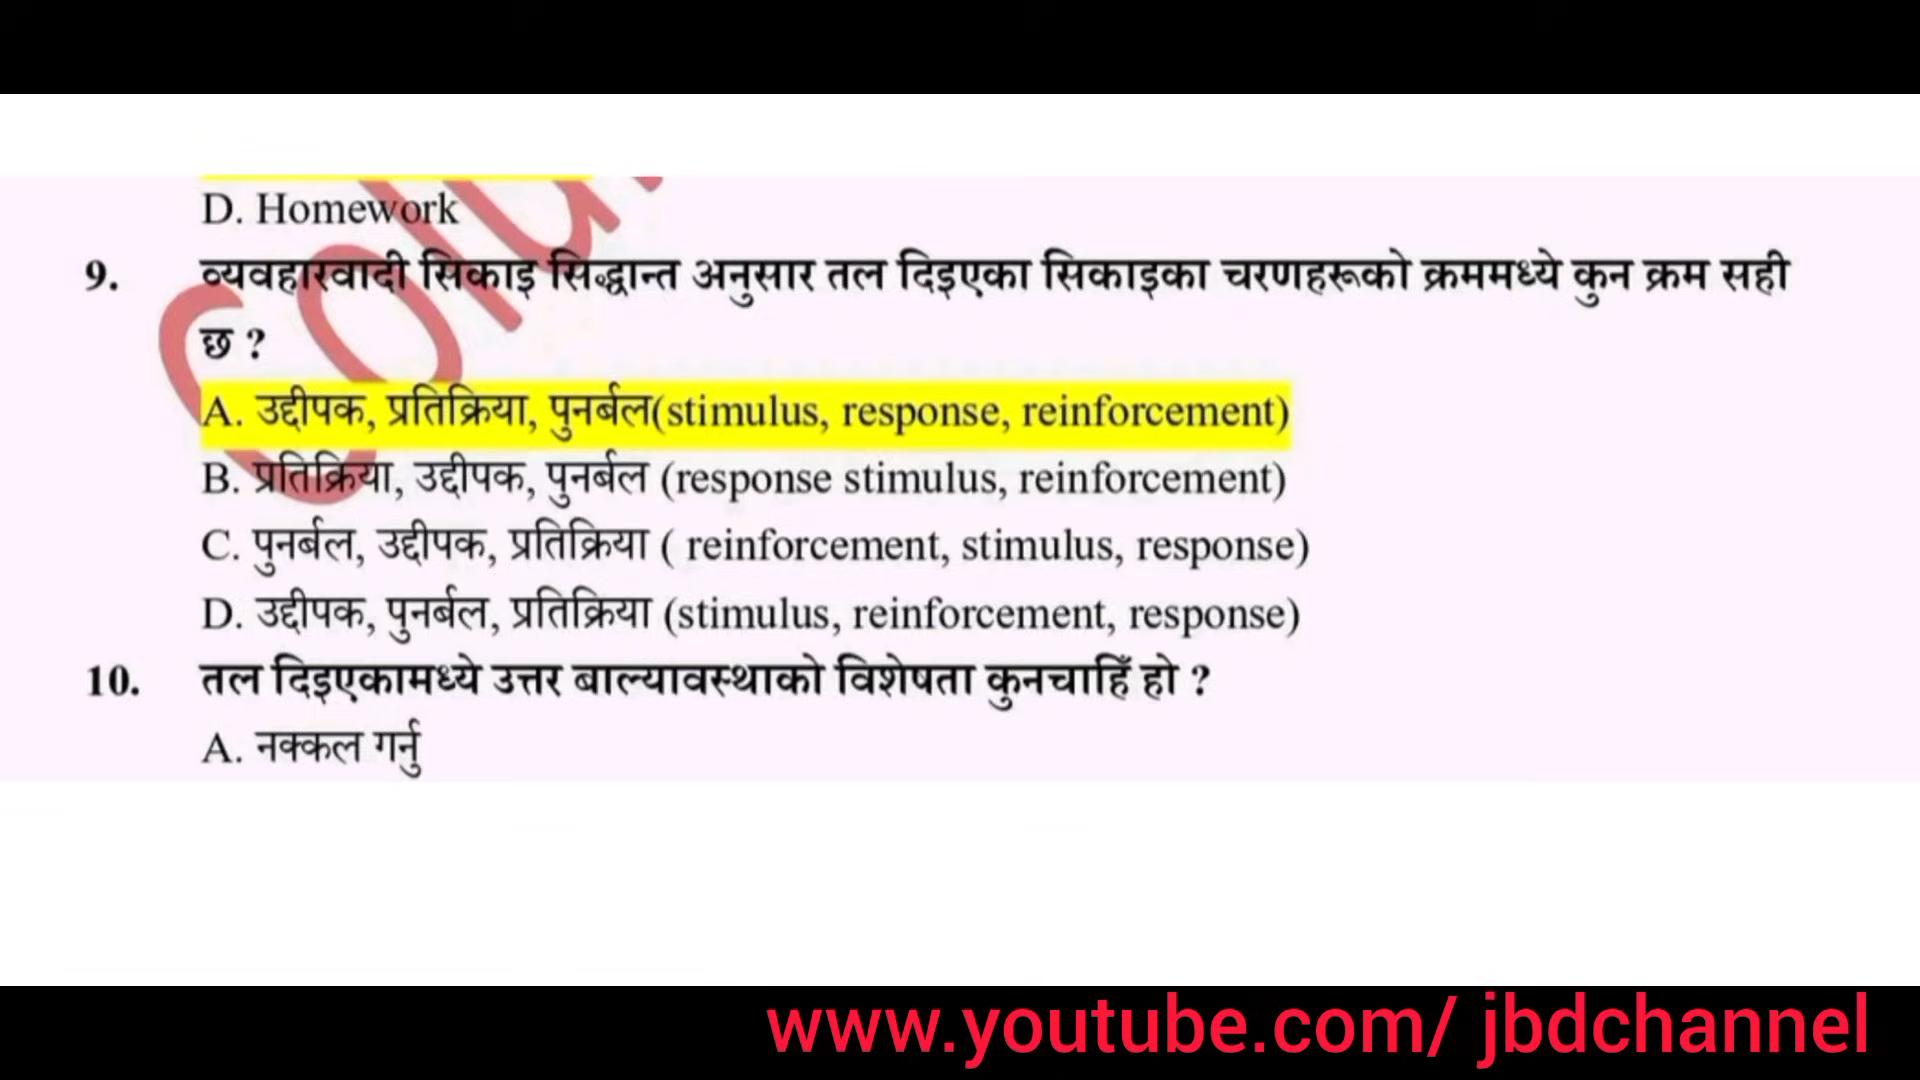 D. Homework
9. व्यवहारवादी सिकाइ सिद्धान्त अनुसार तल दिइएका सिकाइका चरणहरूको क्रममध्ये कुन क्रम सही
छ ?
A. उद्दीपक, प्रतिक्रिया, पुनर्बल(stimulus, response, reinforcement)
B. प्रतिक्रिया, उद्दीपक, पुनर्बल (response stimulus, reinforcement)
C. पुनर्बल, उद्दीपक, प्रतिक्रिया ( reinforcement, stimulus, response)
D. उद्दीपक, पुनर्बल, प्रतिक्रिया (stimulus, reinforcement, response)
10. तल दिइएकामध्ये उत्तर बाल्यावस्थाको विशेषता कुनचाहिँ हो ?
A. नक्कल गर्नु
www.youtube.com/ jbdchannel